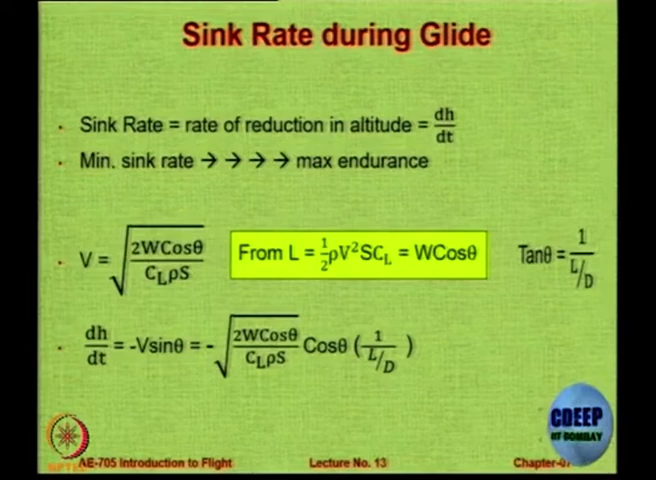 Sink Rate during Glide
• Sink Rate = rate of reduction in altitude = dh/dt
• Min. sink rate → → → → max endurance
• V = √(2WCosθ / C_LρS) From L = ½ρV²SC_L = WCosθ Tanθ = 1/(L/D)
• dh/dt = -Vsinθ = -√(2WCosθ / C_LρS) Cosθ (1/(L/D))
CDEEP
IIT BOMBAY
NPTEL
AE-705 Introduction to Flight Lecture No. 13 Chapter-07